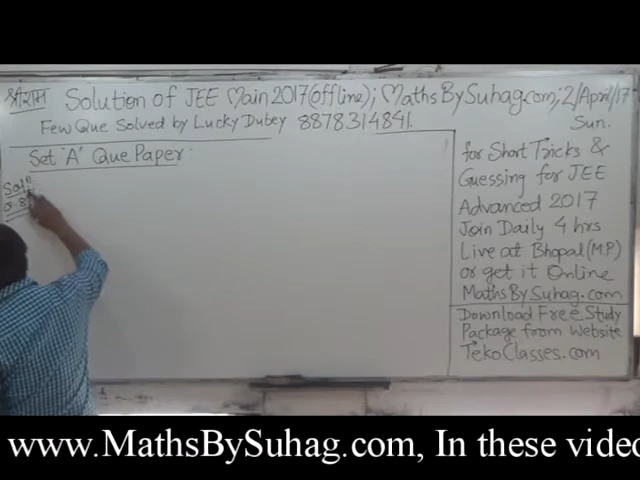 श्रीराम Solution of JEE Main 2017 (Offline); MathsBySuhag.com; 2/April/17
Sun.
Few Que Solved by Lucky Dubey 8878314841.
Set 'A' Que Paper
Solⁿ
for Short Tricks &
Guessing for JEE
Advanced 2017
Join Daily 4 hrs
Live at Bhopal (M.P)
or get it Online
MathsBySuhag.com
Download Free Study
Package from Website
TekoClasses.com
www.MathsBySuhag.com, In these video